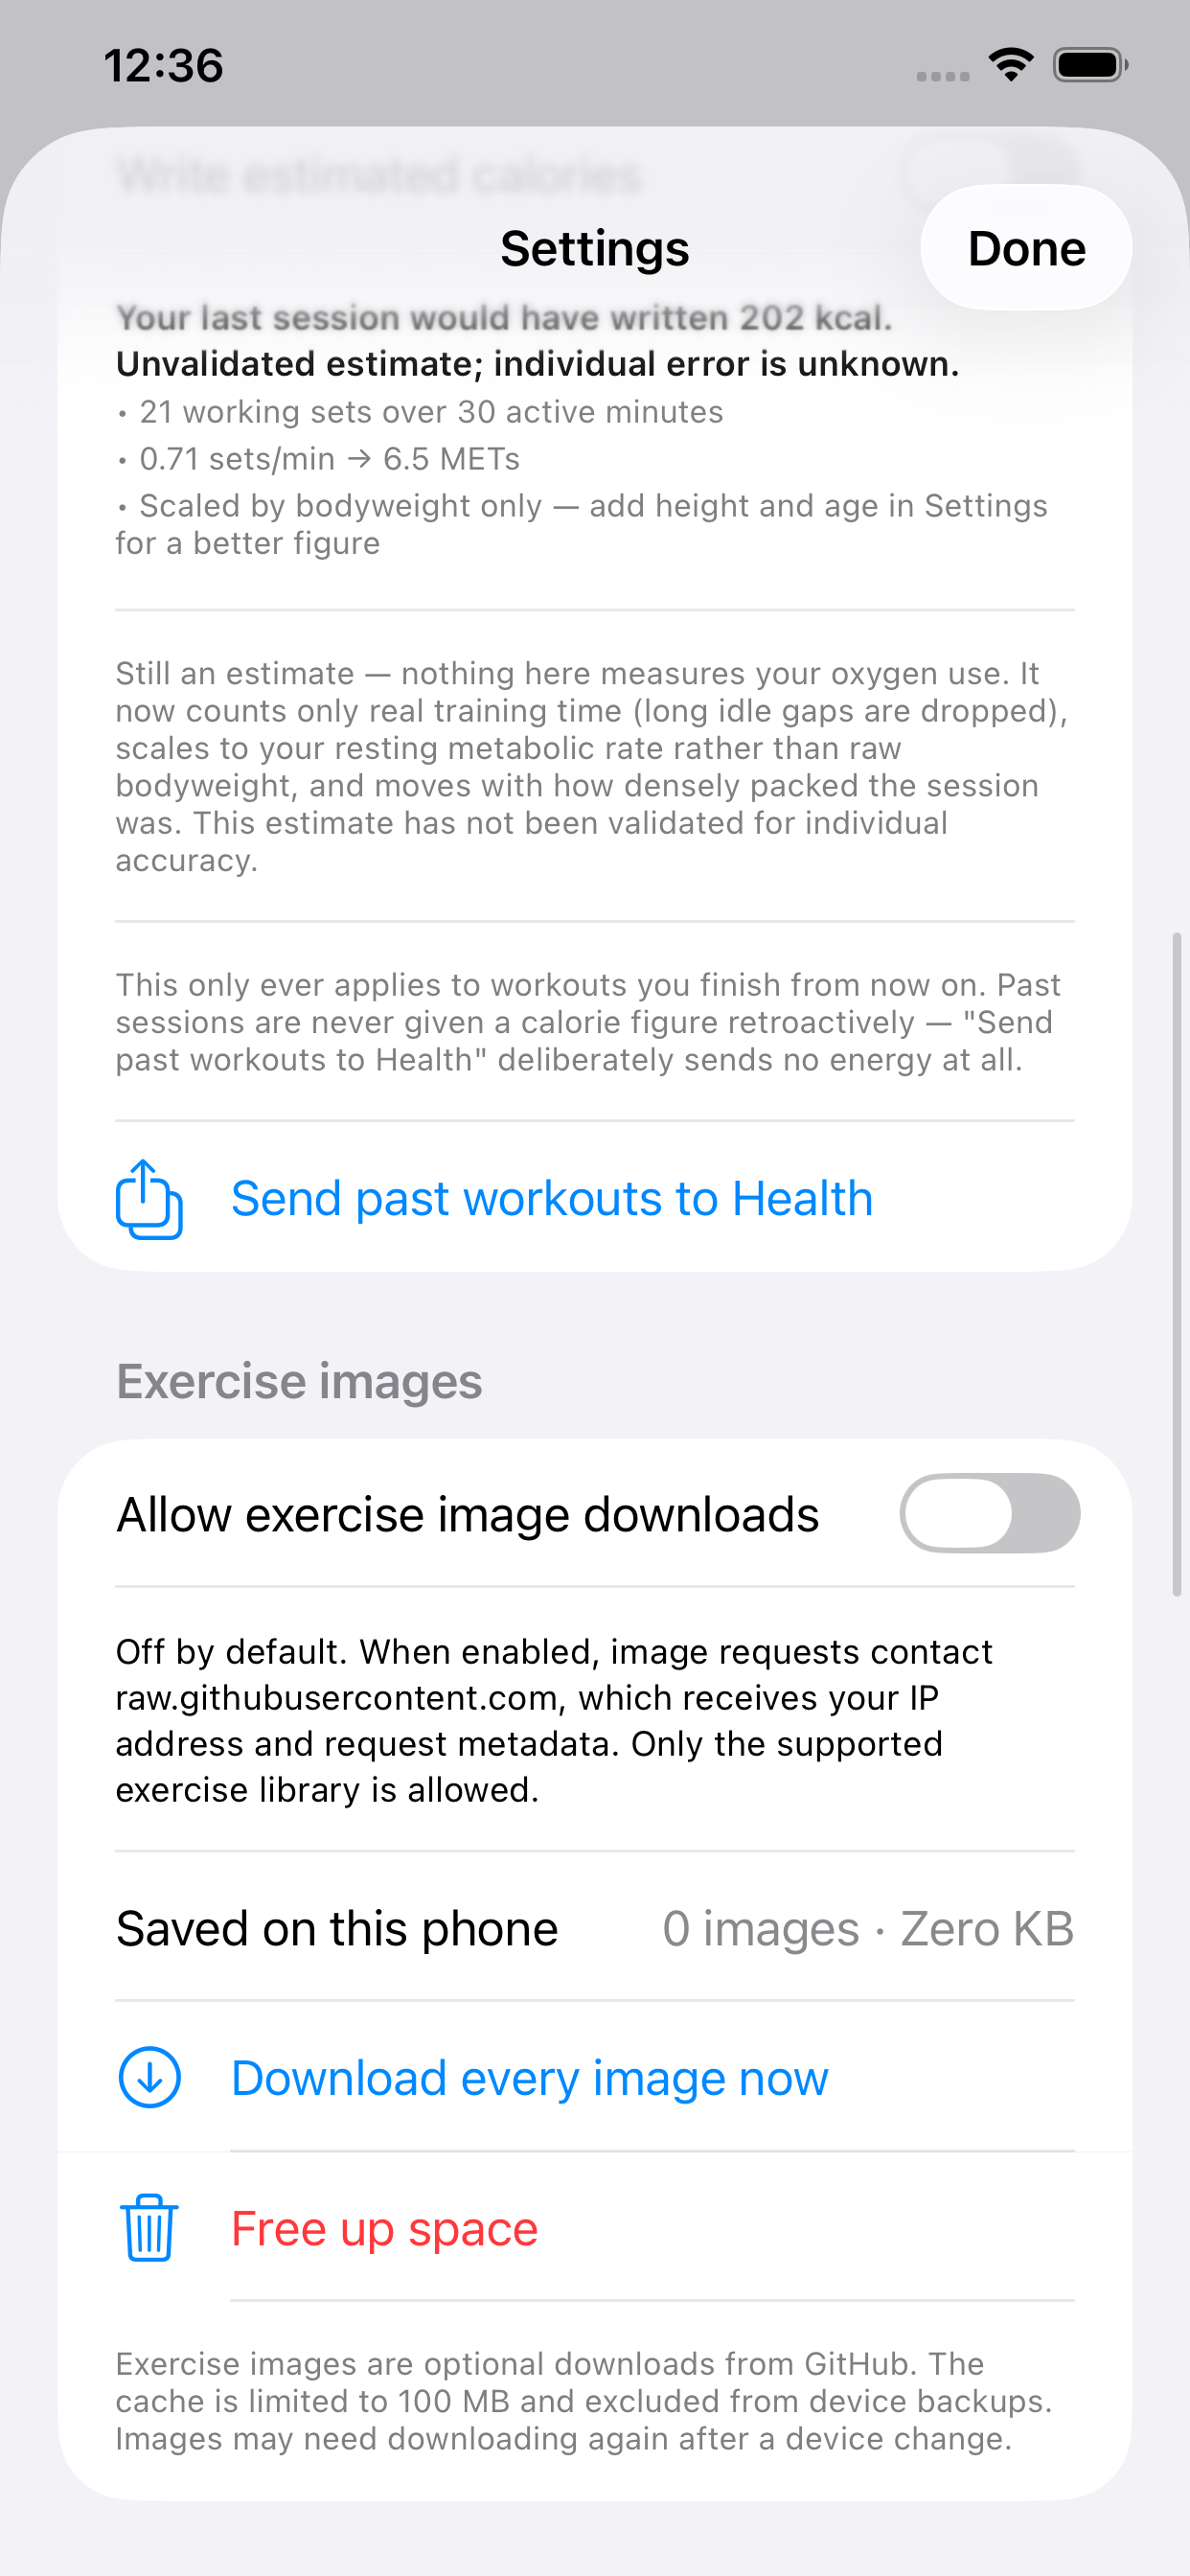 12:36
Write estimated calories
Settings
Done
Your last session would have written 202 kcal.
Unvalidated estimate; individual error is unknown.
• 21 working sets over 30 active minutes
• 0.71 sets/min → 6.5 METs
• Scaled by bodyweight only — add height and age in Settings
for a better figure
Still an estimate — nothing here measures your oxygen use. It
now counts only real training time (long idle gaps are dropped),
scales to your resting metabolic rate rather than raw
bodyweight, and moves with how densely packed the session
was. This estimate has not been validated for individual
accuracy.
This only ever applies to workouts you finish from now on. Past
sessions are never given a calorie figure retroactively — "Send
past workouts to Health" deliberately sends no energy at all.
Send past workouts to Health
Exercise images
Allow exercise image downloads
Off by default. When enabled, image requests contact
raw.githubusercontent.com, which receives your IP
address and request metadata. Only the supported
exercise library is allowed.
Saved on this phone
0 images · Zero KB
Download every image now
Free up space
Exercise images are optional downloads from GitHub. The
cache is limited to 100 MB and excluded from device backups.
Images may need downloading again after a device change.